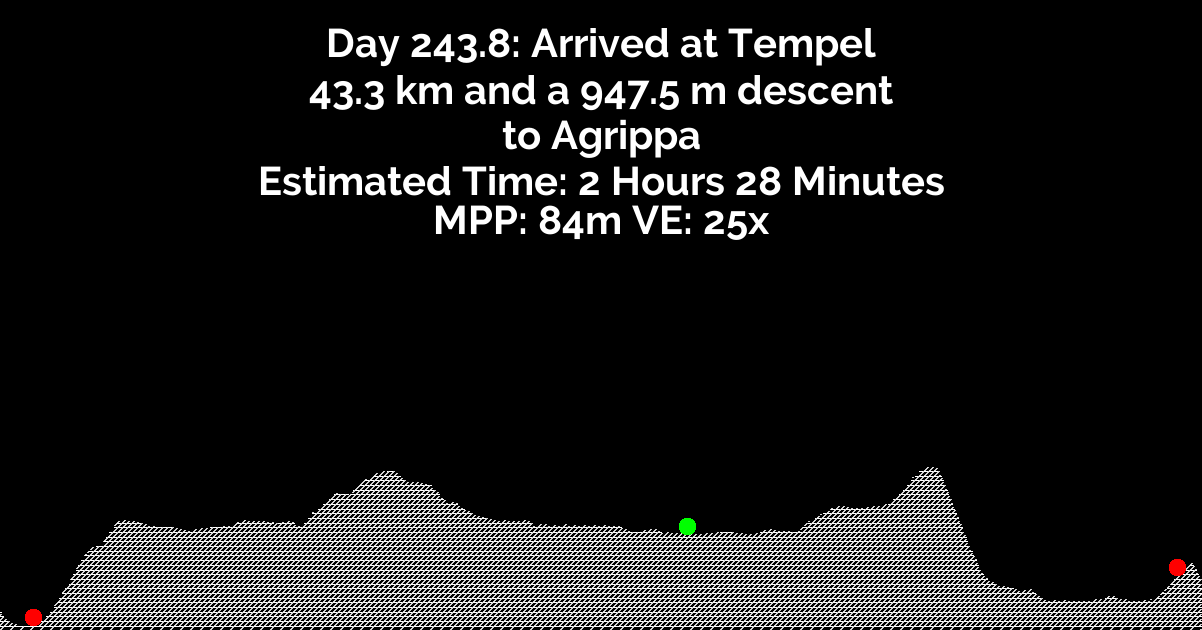 Day 243.8: Arrived at Tempel
43.3 km and a 947.5 m descent
to Agrippa
Estimated Time: 2 Hours 28 Minutes
MPP: 84m VE: 25x